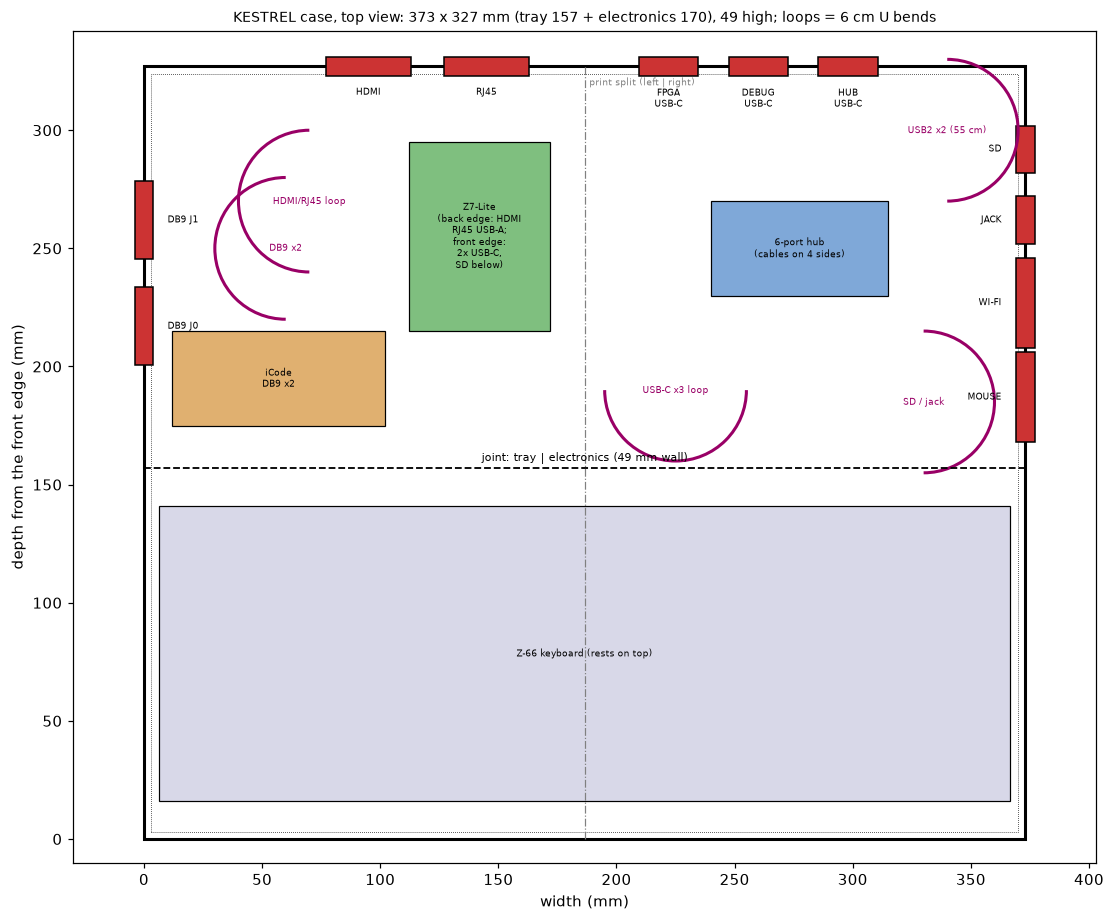 KESTREL case, top view: 373 x 327 mm (tray 157 + electronics 170), 49 high; loops = 6 cm U bends
print split (left | right)
HDMI
RJ45
FPGA
USB-C
DEBUG
USB-C
HUB
USB-C
USB2 x2 (55 cm)
SD
JACK
WI-FI
MOUSE
DB9 J1
DB9 J0
HDMI/RJ45 loop
DB9 x2
Z7-Lite
(back edge: HDMI
RJ45 USB-A;
front edge:
2x USB-C,
SD below)
6-port hub
(cables on 4 sides)
iCode
DB9 x2
USB-C x3 loop
SD / jack
joint: tray | electronics (49 mm wall)
Z-66 keyboard (rests on top)
depth from the front edge (mm)
300
250
200
150
100
50
0
0
50
100
150
200
250
300
350
400
width (mm)